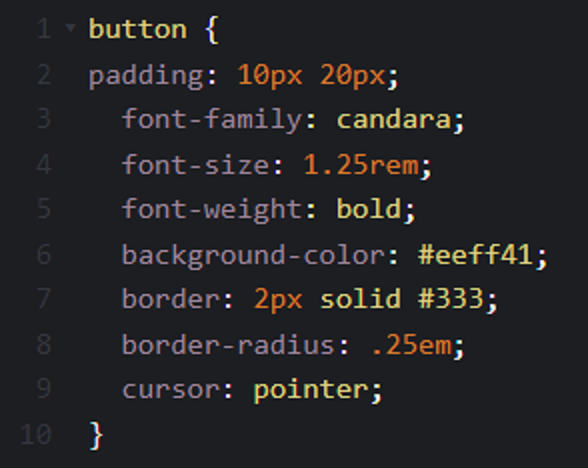 1 button {
2 padding: 10px 20px;
3   font-family: candara;
4   font-size: 1.25rem;
5   font-weight: bold;
6   background-color: #eeff41;
7   border: 2px solid #333;
8   border-radius: .25em;
9   cursor: pointer;
10 }